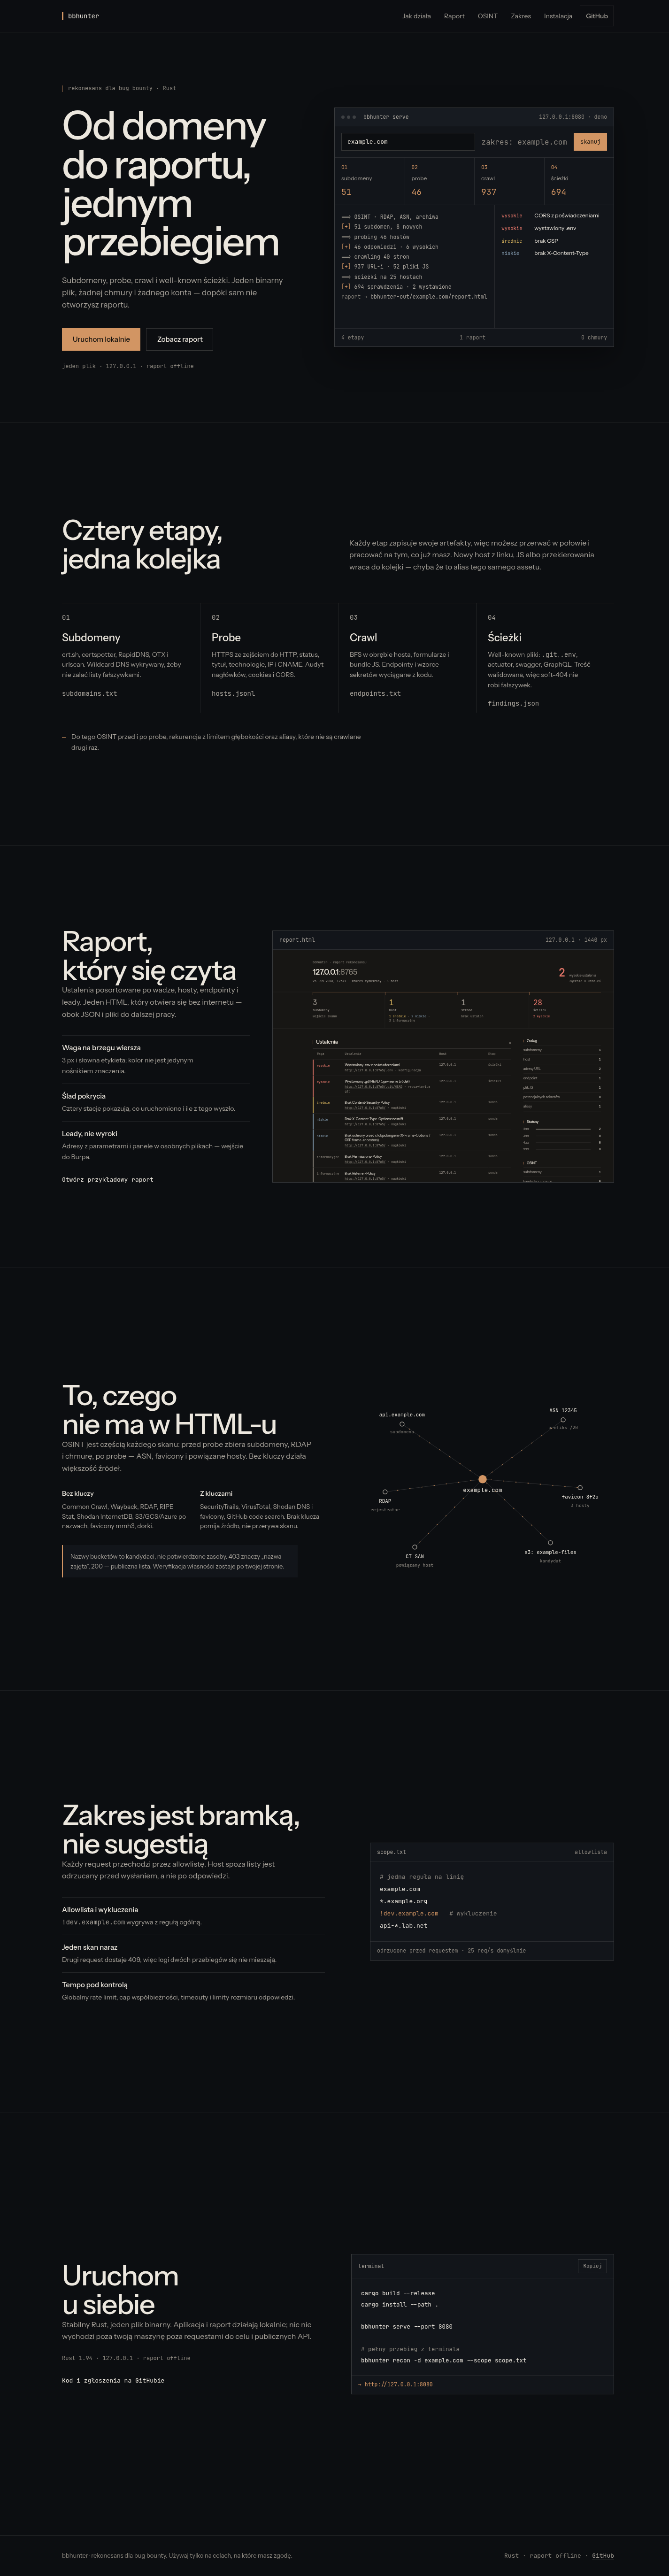 bbhunter
Jak działa
Raport
OSINT
Zakres
Instalacja
GitHub
rekonesans dla bug bounty · Rust
Od domeny
do raportu,
jednym
przebiegiem
Subdomeny, probe, crawl i well-known ścieżki. Jeden binarny
plik, żadnej chmury i żadnego konta — dopóki sam nie
otworzysz raportu.
Uruchom lokalnie
Zobacz raport
jeden plik · 127.0.0.1 · raport offline
bbhunter serve
127.0.0.1:8080 · demo
example.com
zakres: example.com
skanuj
01
subdomeny
51
02
probe
46
03
crawl
937
04
ścieżki
694
==> OSINT · RDAP, ASN, archiwa
[+] 51 subdomen, 8 nowych
==> probing 46 hostów
[+] 46 odpowiedzi · 6 wysokich
==> crawling 40 stron
[+] 937 URL-i · 52 pliki JS
==> ścieżki na 25 hostach
[+] 694 sprawdzenia · 2 wystawione
raport → bbhunter-out/example.com/report.html
wysokie CORS z poświadczeniami
wysokie wystawiony .env
średnie brak CSP
niskie brak X-Content-Type
4 etapy
1 raport
0 chmury
Cztery etapy,
jedna kolejka
Każdy etap zapisuje swoje artefakty, więc możesz przerwać w połowie i
pracować na tym, co już masz. Nowy host z linku, JS albo przekierowania
wraca do kolejki — chyba że to alias tego samego assetu.
01
Subdomeny
crt.sh, certspotter, RapidDNS, OTX i
urlscan. Wildcard DNS wykrywany, żeby
nie zalać listy fałszywkami.
subdomains.txt
02
Probe
HTTPS ze zejściem do HTTP, status,
tytuł, technologie, IP i CNAME. Audyt
nagłówków, cookies i CORS.
hosts.jsonl
03
Crawl
BFS w obrębie hosta, formularze i
bundle JS. Endpointy i wzorce
sekretów wyciągane z kodu.
endpoints.txt
04
Ścieżki
Well-known pliki: .git, .env,
actuator, swagger, GraphQL. Treść
walidowana, więc soft-404 nie
robi fałszywek.
findings.json
— Do tego OSINT przed i po probe, rekurencja z limitem głębokości oraz aliasy, które nie są crawlane
drugi raz.
Raport,
który się czyta
Ustalenia posortowane po wadze, hosty, endpointy i
leady. Jeden HTML, który otwiera się bez internetu —
obok JSON i pliki do dalszej pracy.
Waga na brzegu wiersza
3 px i słowna etykieta; kolor nie jest jedynym
nośnikiem znaczenia.
Ślad pokrycia
Cztery stacje pokazują, co uruchomiono i ile z tego wyszło.
Leady, nie wyroki
Adresy z parametrami i panele w osobnych plikach — wejście
do Burpa.
Otwórz przykładowy raport
report.html
127.0.0.1 · 1440 px
127.0.0.1:8765
2
3
1
1
28
Ustalenia
Zasięg
Brak Content-Security-Policy
Brak X-Content-Type-Options: nosniff
Brak Permissions-Policy
Brak Referrer-Policy
OSINT
To, czego
nie ma w HTML-u
OSINT jest częścią każdego skanu: przed probe zbiera subdomeny, RDAP
i chmurę, po probe — ASN, favicony i powiązane hosty. Bez kluczy działa
większość źródeł.
Bez kluczy
Common Crawl, Wayback, RDAP, RIPE
Stat, Shodan InternetDB, S3/GCS/Azure po
nazwach, favicony mmh3, dorki.
Z kluczami
SecurityTrails, VirusTotal, Shodan DNS i
favicony, GitHub code search. Brak klucza
pomija źródło, nie przerywa skanu.
Nazwy bucketów to kandydaci, nie potwierdzone zasoby. 403 znaczy „nazwa
zajęta”, 200 — publiczna lista. Weryfikacja własności zostaje po twojej stronie.
api.example.com
subdomena
ASN 12345
prefix /19
example.com
RDAP
rejestrator
favicon 8f2a
3 hosty
CT SAN
powiązany host
s3: example-files
kandydat
Zakres jest bramką,
nie sugestią
Każdy request przechodzi przez allowlistę. Host spoza listy jest
odrzucany przed wysłaniem, a nie po odpowiedzi.
Allowlista i wykluczenia
!dev.example.com wygrywa z regułą ogólną.
Jeden skan naraz
Drugi request dostaje 409, więc logi dwóch przebiegów się nie mieszają.
Tempo pod kontrolą
Globalny rate limit, cap współbieżności, timeouty i limity rozmiaru odpowiedzi.
scope.txt
allowlista
# jedna reguła na linię
example.com
*.example.org
!dev.example.com # wykluczenie
api-*.lab.net
odrzucone przed requestem · 25 req/s domyślnie
Uruchom
u siebie
Stabilny Rust, jeden plik binarny. Aplikacja i raport działają lokalnie; nic nie
wychodzi poza twoją maszynę poza requestami do celu i publicznych API.
Rust 1.94 · 127.0.0.1 · raport offline
Kod i zgłoszenia na GitHubie
terminal
Kopiuj
cargo build --release
cargo install --path .
bbhunter serve --port 8080
# pełny przebieg z terminala
bbhunter recon -d example.com --scope scope.txt
→ http://127.0.0.1:8080
bbhunter · rekonesans dla bug bounty. Używaj tylko na celach, na które masz zgodę.
Rust · raport offline · GitHub